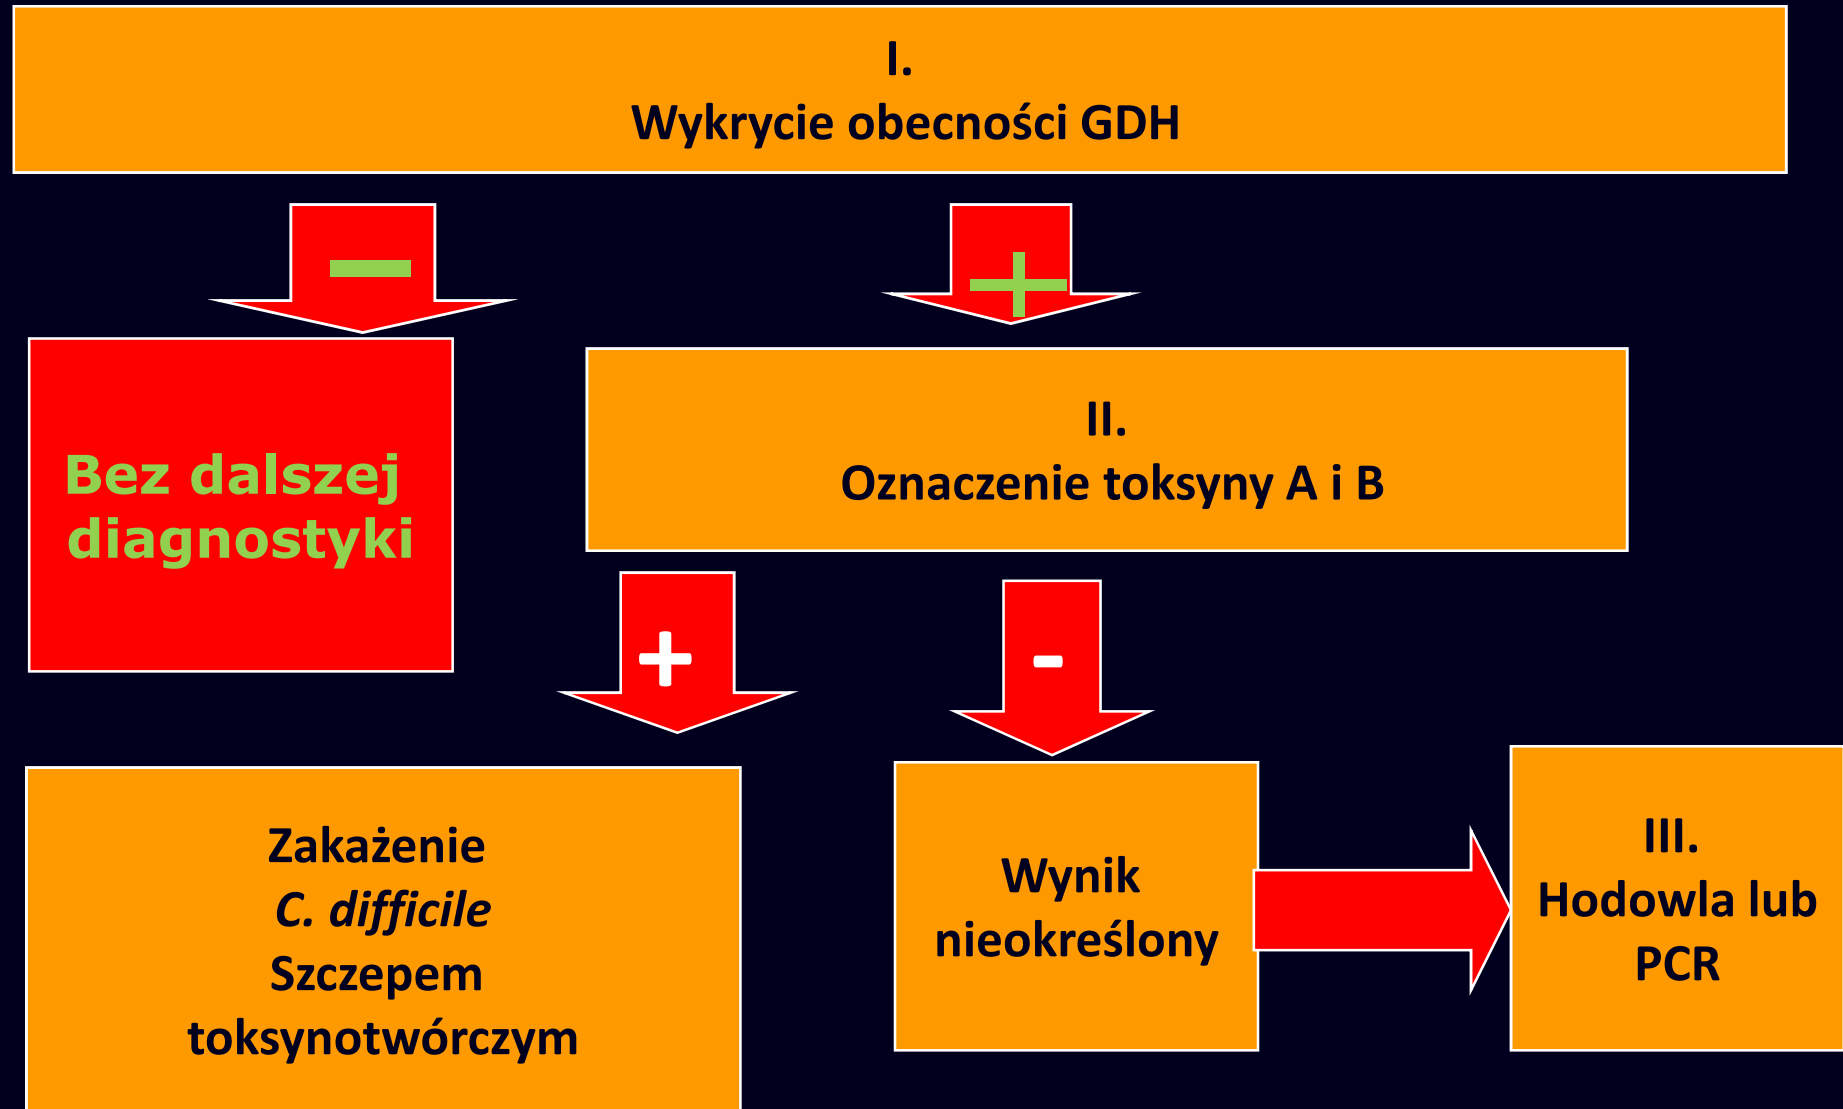 I.
Wykrycie obecności GDH
—
+
Bez dalszej
diagnostyki
II.
Oznaczenie toksyny A i B
+
-
Zakażenie
C. difficile
Szczepem
toksynotwórczym
Wynik
nieokreślony
III.
Hodowla lub
PCR